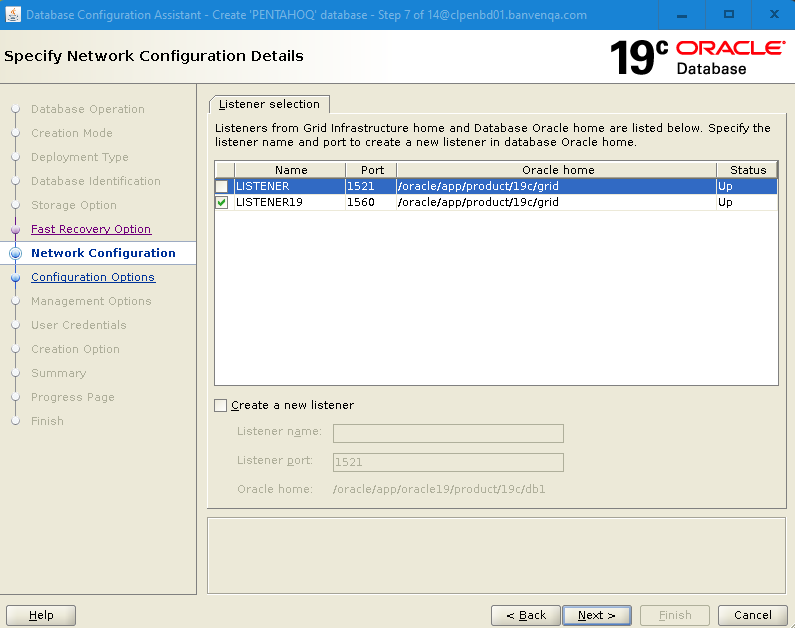 Database Configuration Assistant - Create 'PENTAHOQ' database - Step 7 of 14@clpenbd01.banvenqa.com
Specify Network Configuration Details
19c ORACLE
Database
Database Operation
Creation Mode
Deployment Type
Database Identification
Storage Option
Fast Recovery Option
Network Configuration
Configuration Options
Management Options
User Credentials
Creation Option
Summary
Progress Page
Finish
Listener selection
Listeners from Grid Infrastructure home and Database Oracle home are listed below. Specify the
listener name and port to create a new listener in database Oracle home.
Name Port Oracle home Status
LISTENER 1521 /oracle/app/product/19c/grid Up
LISTENER19 1560 /oracle/app/product/19c/grid Up
Create a new listener
Listener name:
Listener port: 1521
Oracle home: /oracle/app/oracle19/product/19c/db1
Help < Back Next > Finish Cancel